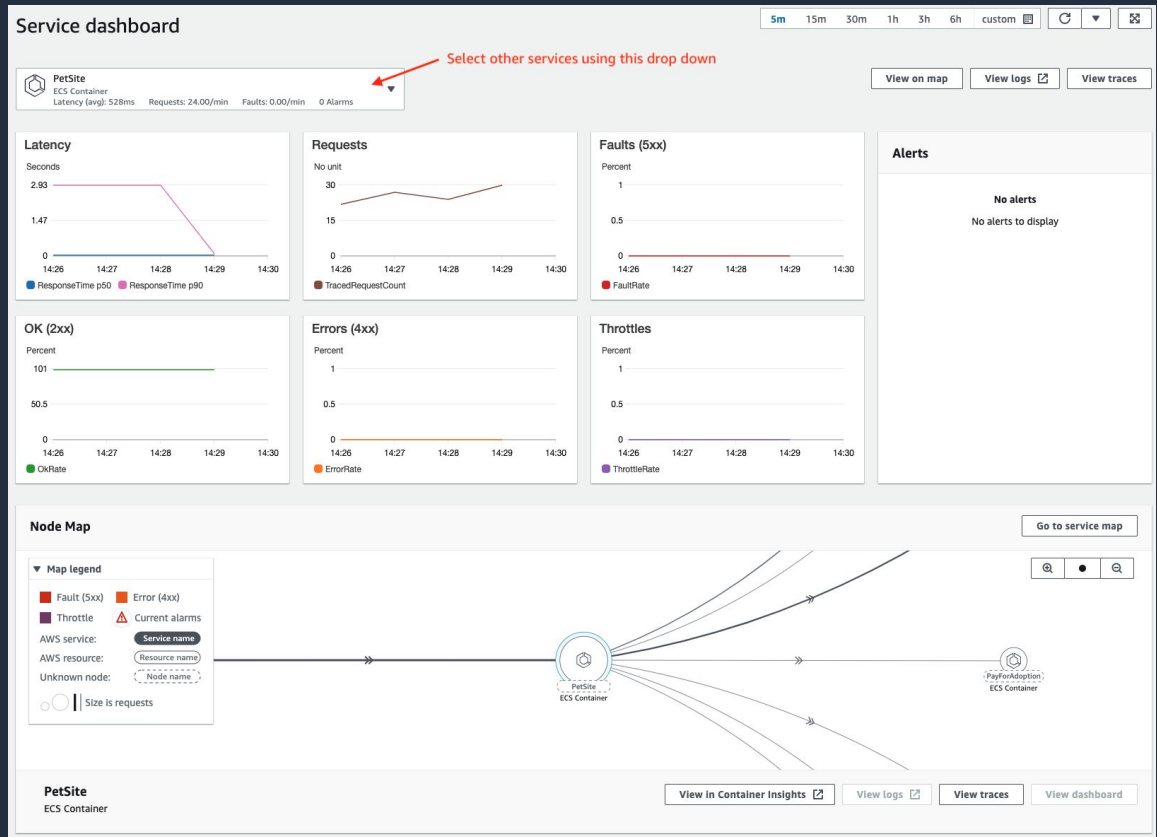 Service dashboard
5m 15m 30m 1h 3h 6h custom
Select other services using this drop down
PetSite
ECS Container
Latency (avg): 528ms Requests: 24.00/min Faults: 0.00/min 0 Alarms
View on map View logs View traces
Latency
Seconds
2.93
1.47
0
14:26 14:27 14:28 14:29 14:30
ResponseTime p50 ResponseTime p90
Requests
No unit
30
15
0
14:26 14:27 14:28 14:29 14:30
TracedRequestCount
Faults (5xx)
Percent
1
0.5
0
14:26 14:27 14:28 14:29 14:30
FaultRate
Alerts
No alerts
No alerts to display
OK (2xx)
Percent
101
50.5
0
14:26 14:27 14:28 14:29 14:30
OkRate
Errors (4xx)
Percent
1
0.5
0
14:26 14:27 14:28 14:29 14:30
ErrorRate
Throttles
Percent
1
0.5
0
14:26 14:27 14:28 14:29 14:30
ThrottleRate
Node Map
Go to service map
Map legend
Fault (5xx) Error (4xx)
Throttle Current alarms
AWS service: Service name
AWS resource: Resource name
Unknown node: Node name
Size is requests
PetSite
ECS Container
PayForAdoption
ECS Container
PetSite
ECS Container
View in Container Insights View logs View traces View dashboard